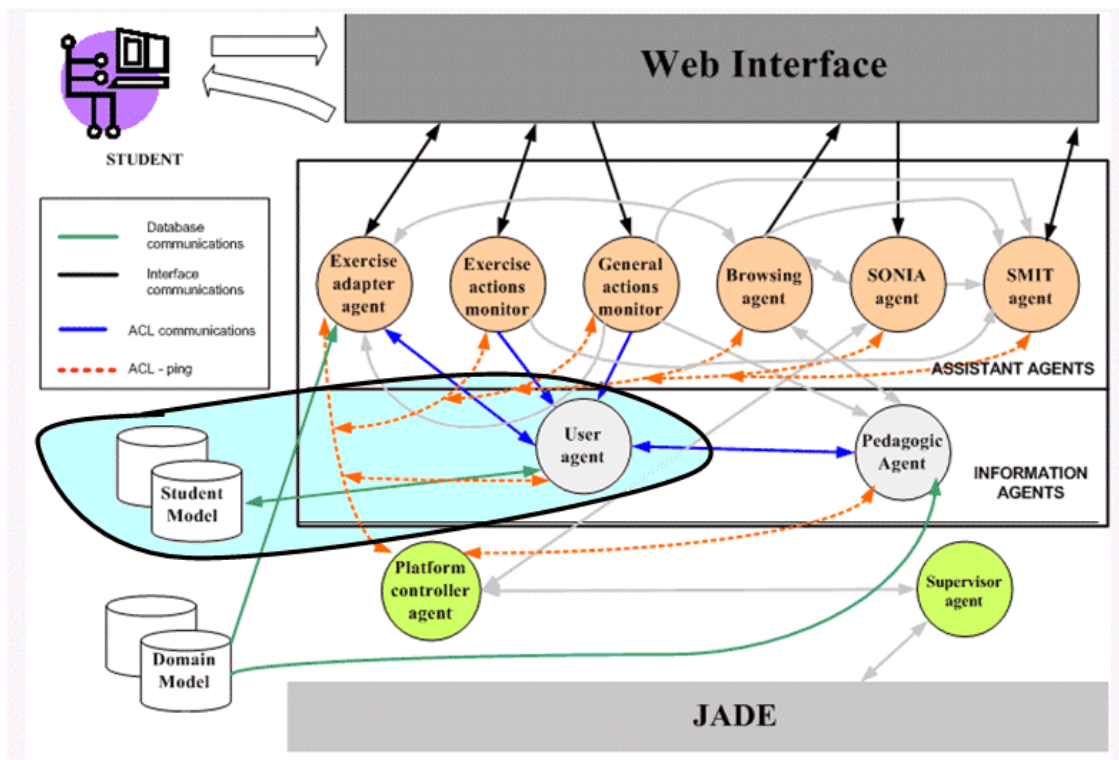 Web Interface
STUDENT
Database
communications
Interface
communications
ACL communications
ACL - ping
Exercise
adapter
agent
Exercise
actions
monitor
General
actions
monitor
Browsing
agent
SONIA
agent
SMIT
agent
ASSISTANT AGENTS
User
agent
Pedagogic
Agent
INFORMATION
AGENTS
Student
Model
Platform
controller
agent
Supervisor
agent
Domain
Model
JADE